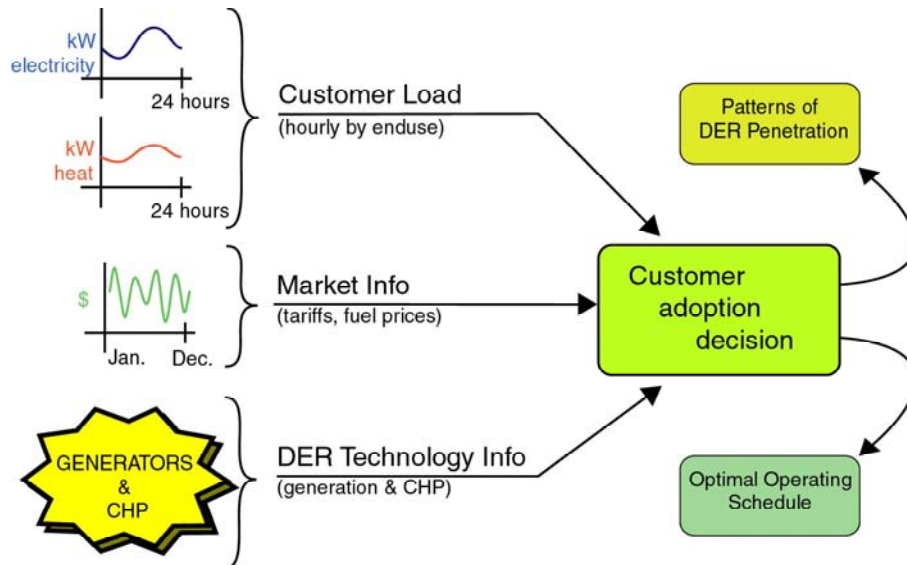 kW
electricity
24 hours
kW
heat
24 hours
Customer Load
(hourly by enduse)
$
Jan.
Dec.
Market Info
(tariffs, fuel prices)
GENERATORS
&
CHP
DER Technology Info
(generation & CHP)
Customer
adoption
decision
Patterns of
DER Penetration
Optimal Operating
Schedule